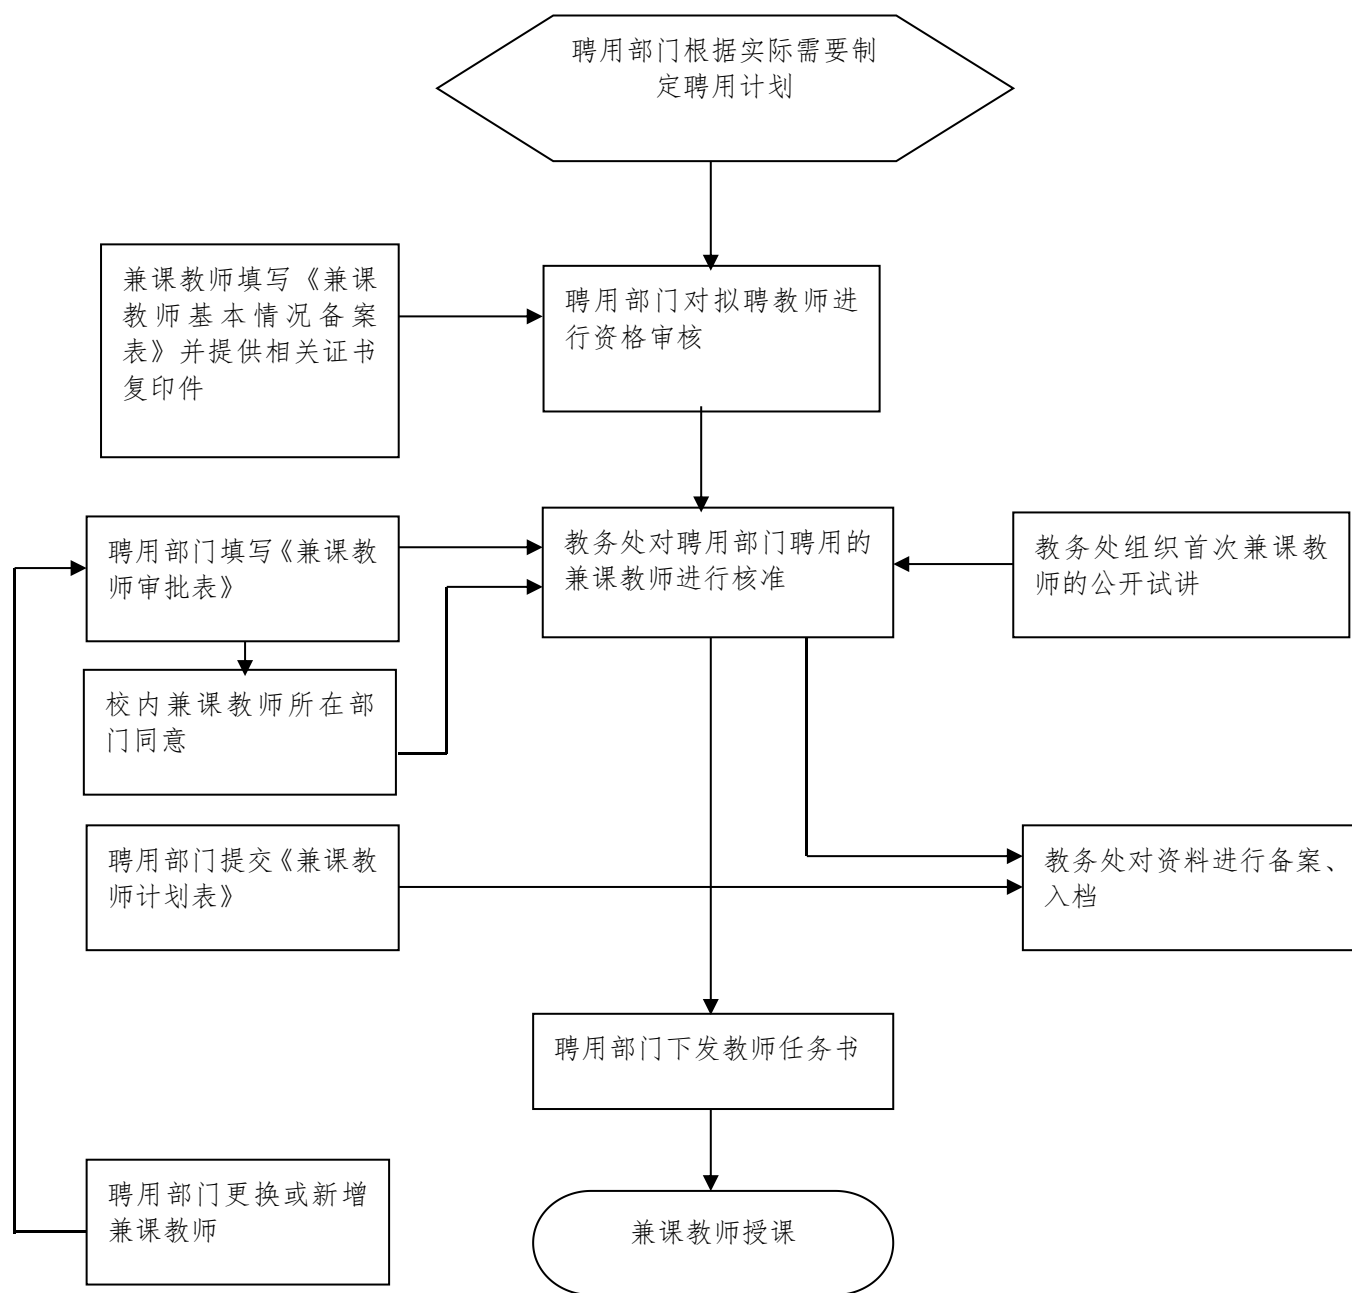 聘用部门根据实际需要制
定聘用计划
兼课教师填写《兼课
教师基本情况备案
表》并提供相关证书
复印件
聘用部门对拟聘教师进
行资格审核
聘用部门填写《兼课教
师审批表》
教务处对聘用部门聘用的
兼课教师进行核准
教务处组织首次兼课教
师的公开试讲
校内兼课教师所在部
门同意
聘用部门提交《兼课教
师计划表》
教务处对资料进行备案、
入档
聘用部门下发教师任务书
聘用部门更换或新增
兼课教师
兼课教师授课